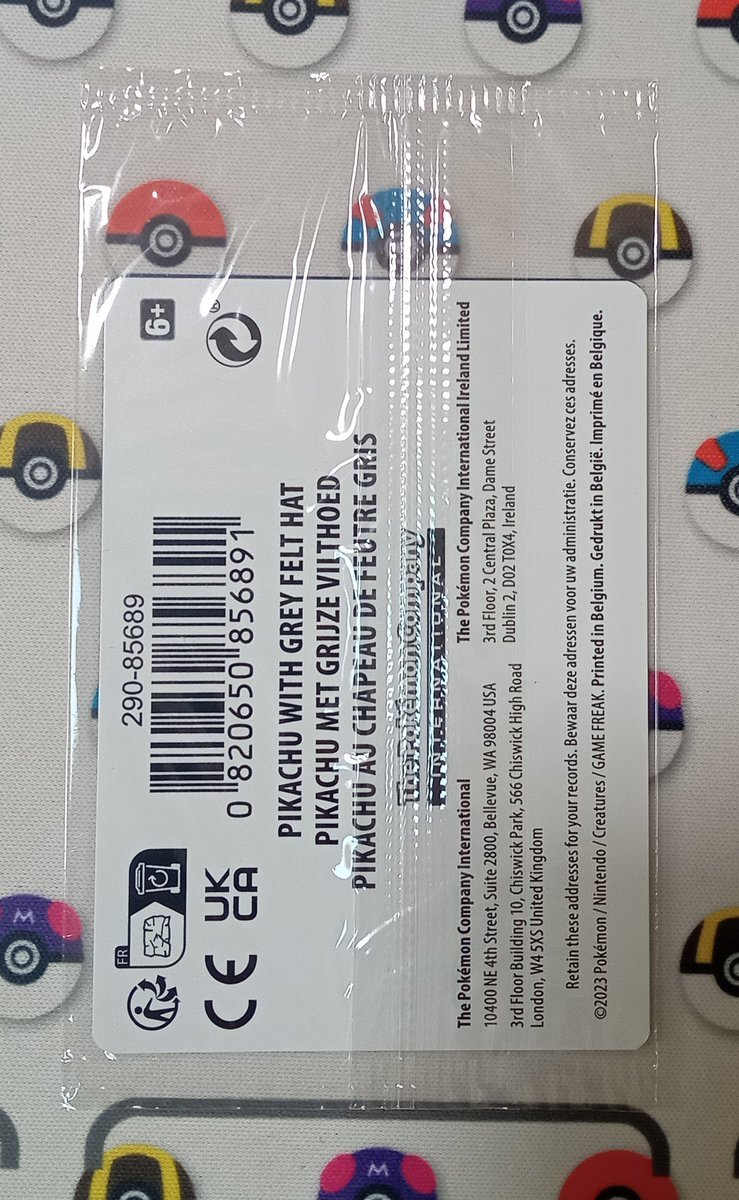 FR
290-85689
6+
CE
UK
CA
0 820650 856891
®
PIKACHU WITH GREY FELT HAT
PIKACHU MET GRIJZE VILTHOED
PIKACHU AU CHAPEAU DE FEUTRE GRIS
The Pokémon Company
INTERNATIONAL
The Pokémon Company International
10400 NE 4th Street, Suite 2800, Bellevue, WA 98004 USA
3rd Floor Building 10, Chiswick Park, 566 Chiswick High Road
London, W4 5XS United Kingdom
The Pokémon Company International Ireland Limited
3rd Floor, 2 Central Plaza, Dame Street
Dublin 2, D02 T0X4, Ireland
Retain these addresses for your records. Bewaar deze adressen voor uw administratie. Conservez ces adresses.
©2023 Pokémon / Nintendo / Creatures / GAME FREAK. Printed in Belgium. Gedrukt in België. Imprimé en Belgique.
M
M